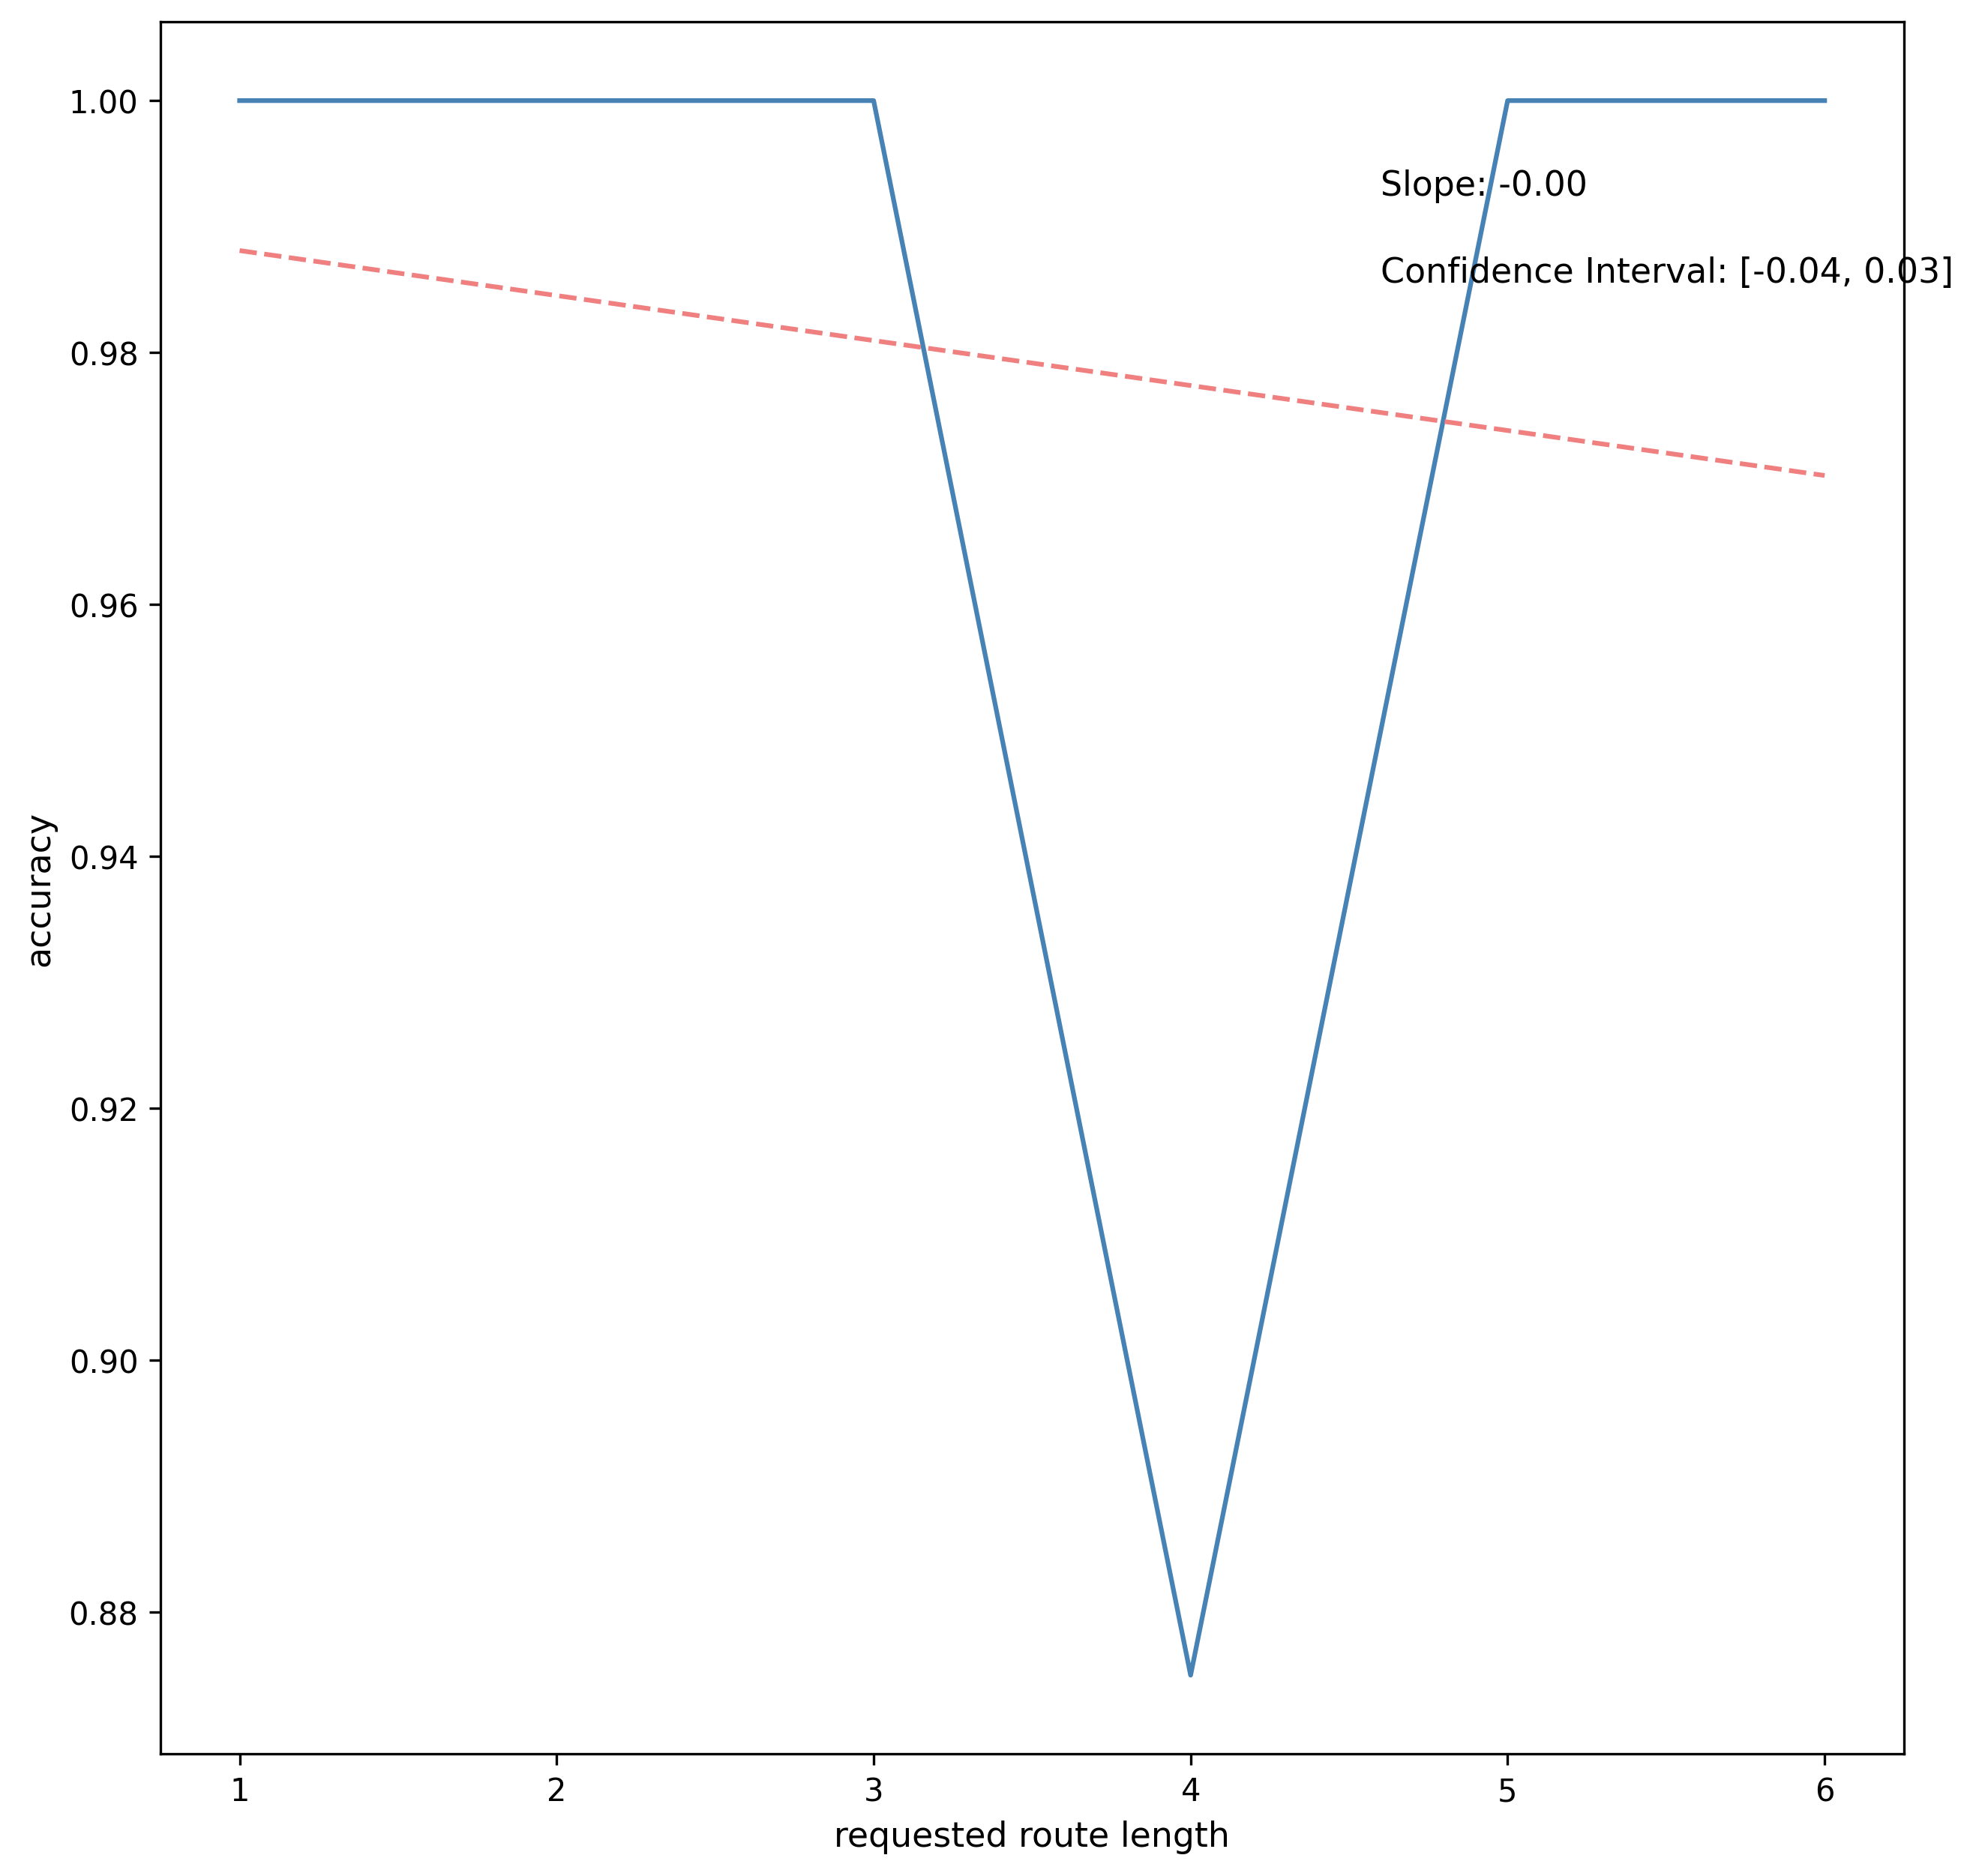 1.00
Slope: -0.00
Confidence Interval: [-0.04, 0.03]
0.98
0.96
0.94
accuracy
0.92
0.90
0.88
1 2 3 4 5 6
requested route length